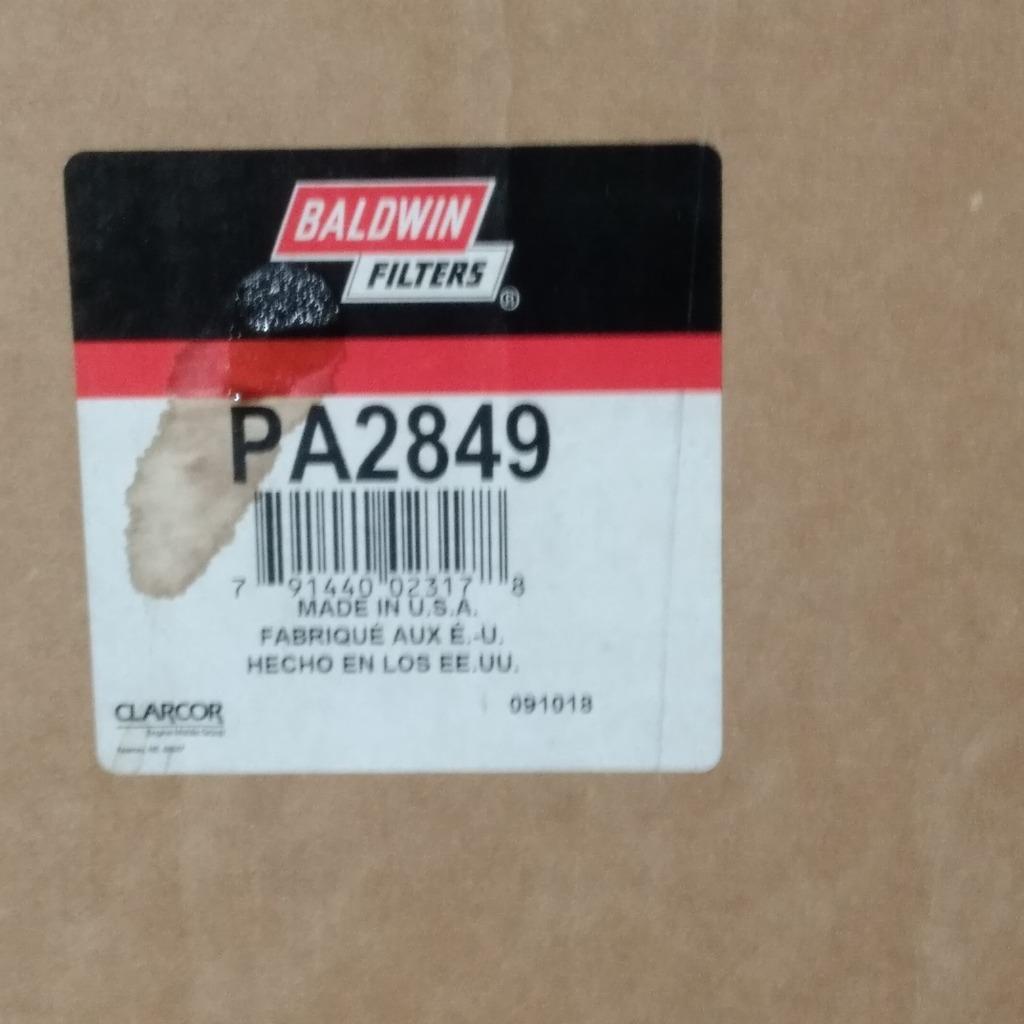 BALDWIN
FILTERS
®
PA2849
7 91440 02317 8
MADE IN U.S.A.
FABRIQUÉ AUX É.-U.
HECHO EN LOS EE.UU.
091018
CLARCOR